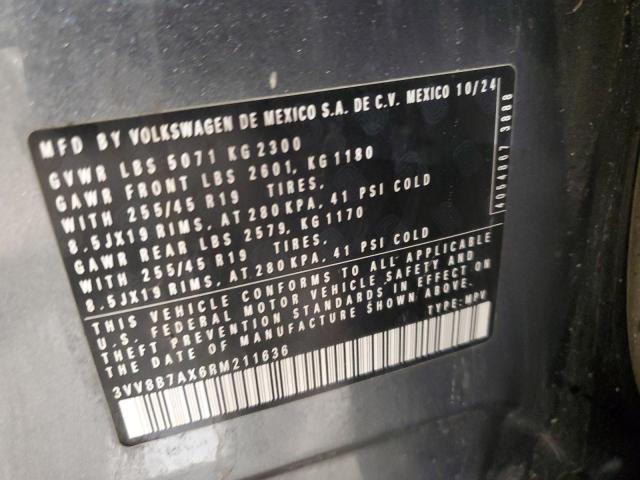 MFD BY VOLKSWAGEN DE MEXICO S.A. DE C.V. MEXICO 10/24
GVWR LBS 5071 KG 2300
GAWR FRONT LBS 2601, KG 1180
WITH 255/45 R19 TIRES,
8.5JX19 RIMS, AT 280 KPA, 41 PSI COLD
GAWR REAR LBS 2579, KG 1170
WITH 255/45 R19 TIRES,
8.5JX19 RIMS, AT 280 KPA, 41 PSI COLD
THIS VEHICLE CONFORMS TO ALL APPLICABLE
U.S. FEDERAL MOTOR VEHICLE SAFETY AND
THEFT PREVENTION STANDARDS IN EFFECT ON
THE DATE OF MANUFACTURE SHOWN ABOVE.
TYPE: MPV
3VV8B7AX6RM211636
3888